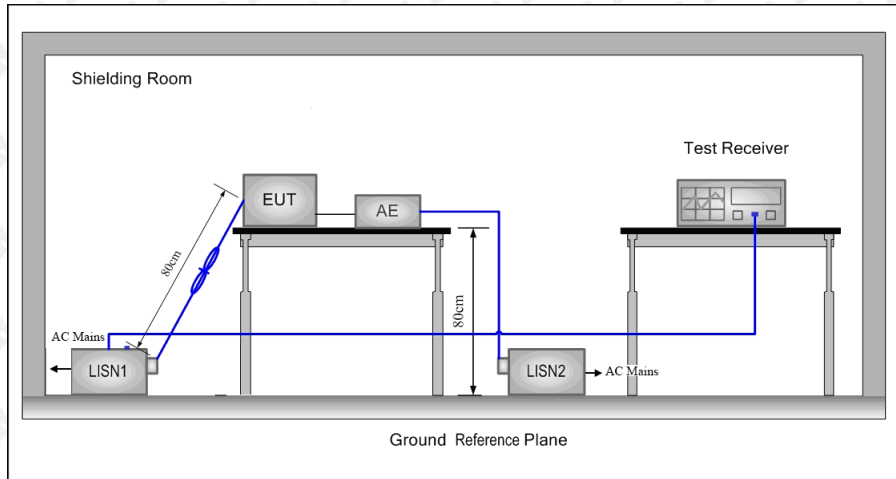 Shielding Room
Test Receiver
EUT
AE
80cm
80cm
AC Mains
LISN1
LISN2
AC Mains
Ground Reference Plane